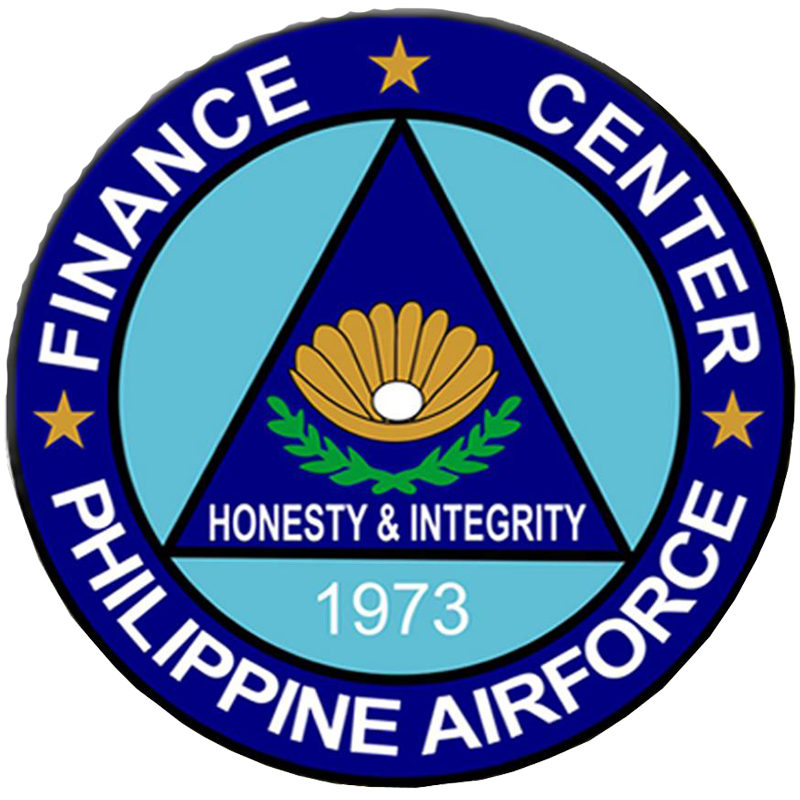 FINANCE CENTER
HONESTY & INTEGRITY
1973
PHILIPPINE AIRFORCE